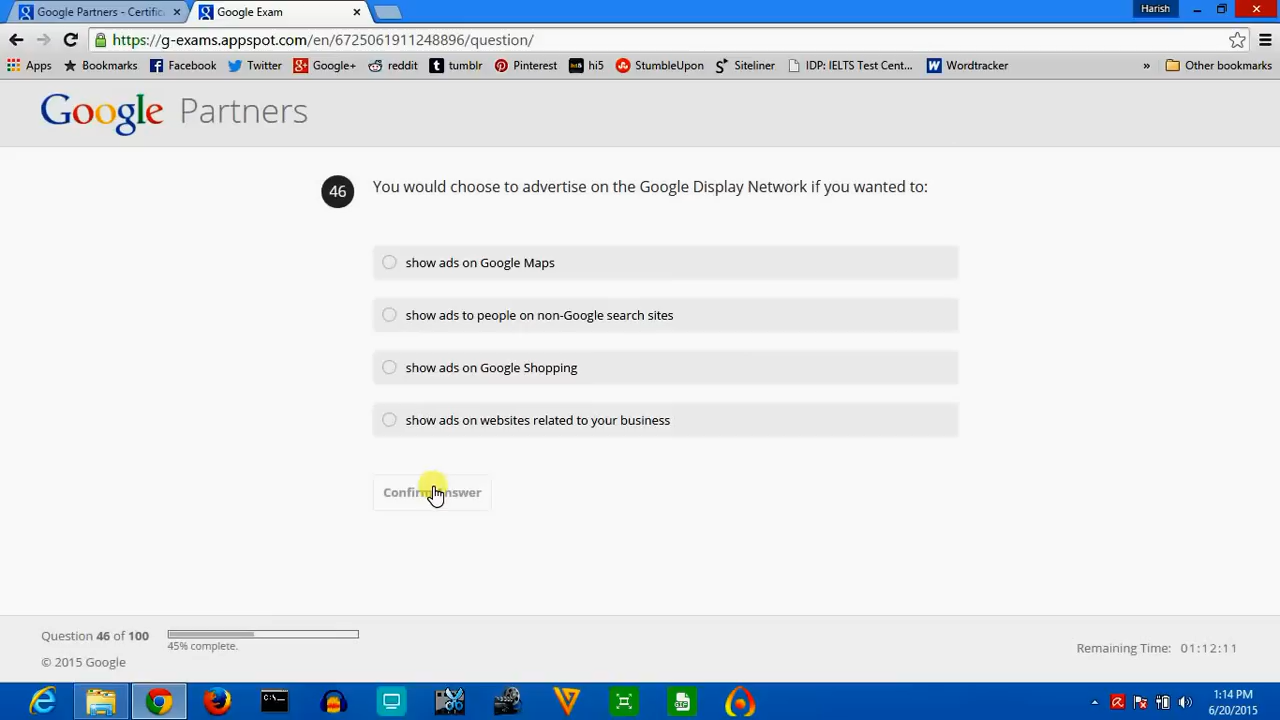 Google Partners - Certific
Google Exam
Harish
https://g-exams.appspot.com/en/6725061911248896/question/
Apps
Bookmarks
Facebook
Twitter
Google+
reddit
tumblr
Pinterest
hi5
StumbleUpon
Siteliner
IDP: IELTS Test Cent...
Wordtracker
»
Other bookmarks
Google Partners
46 You would choose to advertise on the Google Display Network if you wanted to:
show ads on Google Maps
show ads to people on non-Google search sites
show ads on Google Shopping
show ads on websites related to your business
Confirm Answer
Question 46 of 100
45% complete.
© 2015 Google
Remaining Time: 01:12:11
1:14 PM
6/20/2015